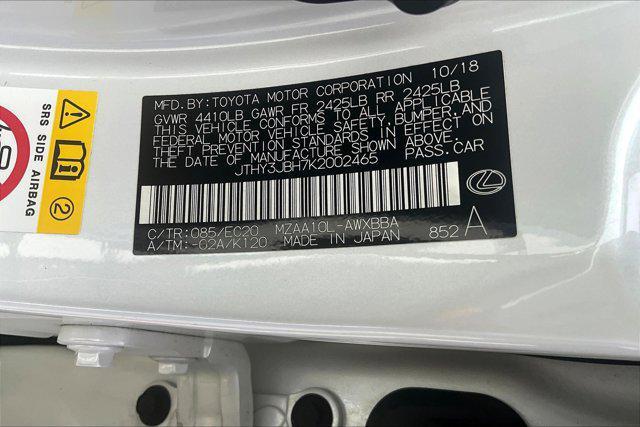 MFD. BY: TOYOTA MOTOR CORPORATION 10/18
GVWR 4410LB GAWR FR 2425LB RR 2425LB
THIS VEHICLE CONFORMS TO ALL APPLICABLE
FEDERAL MOTOR VEHICLE SAFETY, BUMPER, AND
THEFT PREVENTION STANDARDS IN EFFECT ON
THE DATE OF MANUFACTURE SHOWN ABOVE.
JTHY3JBH7K2002465 PASS.CAR
C/TR: 085/EC20 MZAA10L-AWXBBA
A/TM: -02A/K120 MADE IN JAPAN 852 A
SRS SIDE AIRBAG
2